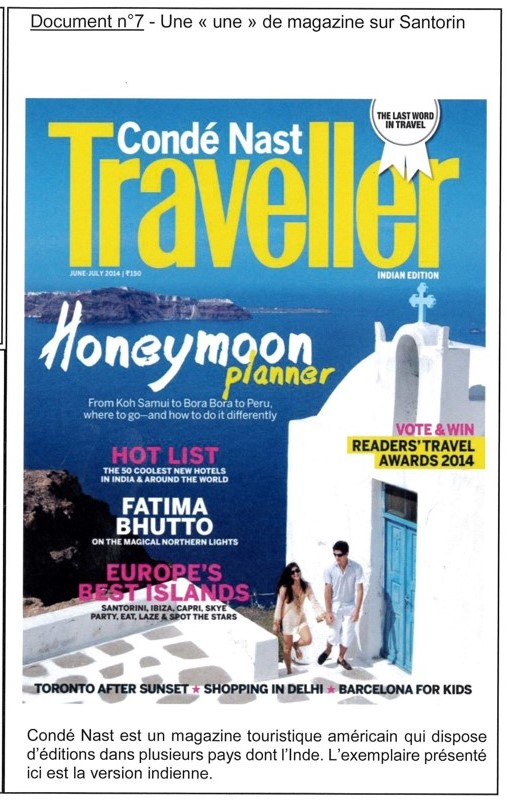 Document n°7 - Une « une » de magazine sur Santorin
THE LAST WORD
IN TRAVEL
Condé Nast
Traveller
JUNE-JULY 2014 | ₹150
INDIAN EDITION
Honeymoon
planner
From Koh Samui to Bora Bora to Peru,
where to go—and how to do it differently
VOTE & WIN
READERS' TRAVEL
AWARDS 2014
HOT LIST
THE 50 COOLEST NEW HOTELS
IN INDIA & AROUND THE WORLD
FATIMA
BHUTTO
ON THE MAGICAL NORTHERN LIGHTS
EUROPE'S
BEST ISLANDS
SANTORINI, IBIZA, CAPRI, SKYE
PARTY, EAT, LAZE & SPOT THE STARS
TORONTO AFTER SUNSET ★ SHOPPING IN DELHI ★ BARCELONA FOR KIDS
Condé Nast est un magazine touristique américain qui dispose
d'éditions dans plusieurs pays dont l'Inde. L'exemplaire présenté
ici est la version indienne.